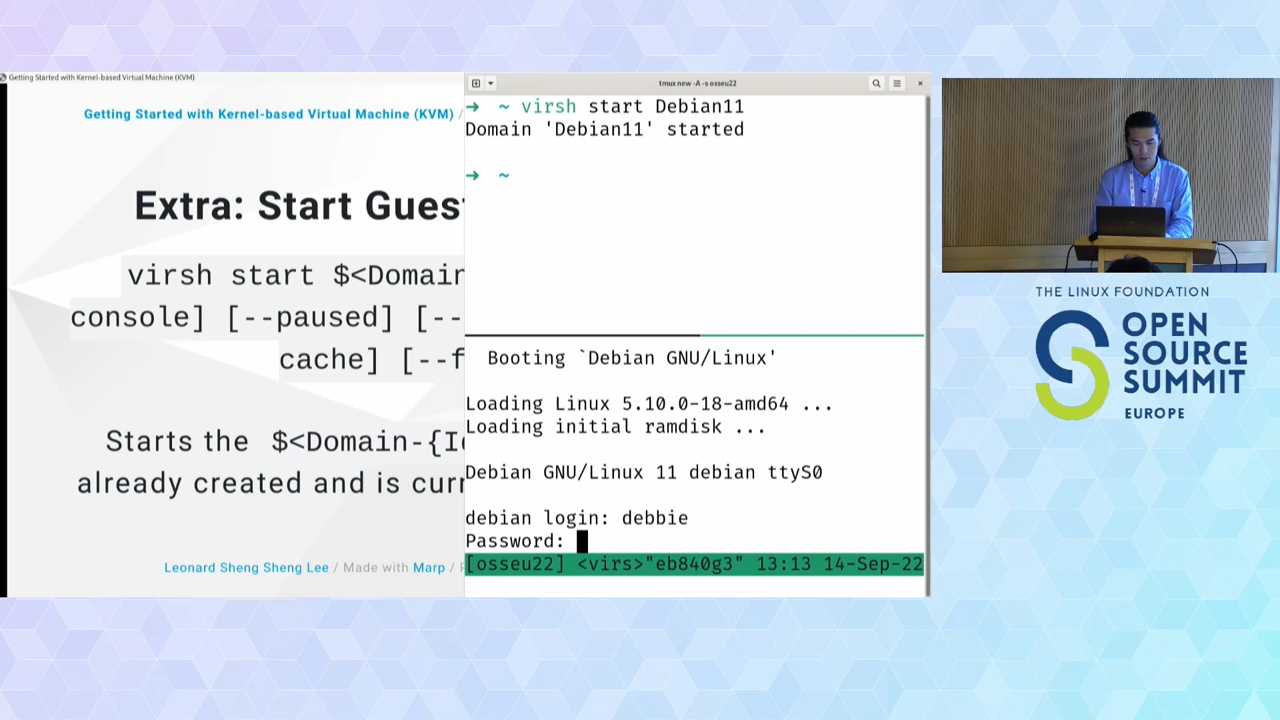 Getting Started with Kernel-based Virtual Machine (KVM)
Getting Started with Kernel-based Virtual Machine (KVM) /
Extra: Start Gues
virsh start $<Domain
console] [--paused] [--
cache] [--f
Starts the $<Domain-{I
already created and is cur
Leonard Sheng Sheng Lee / Made with Marp /
tmux new -A -s osseu22
➜ ~ virsh start Debian11
Domain 'Debian11' started
➜ ~
Booting `Debian GNU/Linux'
Loading Linux 5.10.0-18-amd64 ...
Loading initial ramdisk ...
Debian GNU/Linux 11 debian ttyS0
debian login: debbie
Password:
[osseu22] <virs>"eb840g3" 13:13 14-Sep-22
THE LINUX FOUNDATION
OPEN
SOURCE
SUMMIT
EUROPE